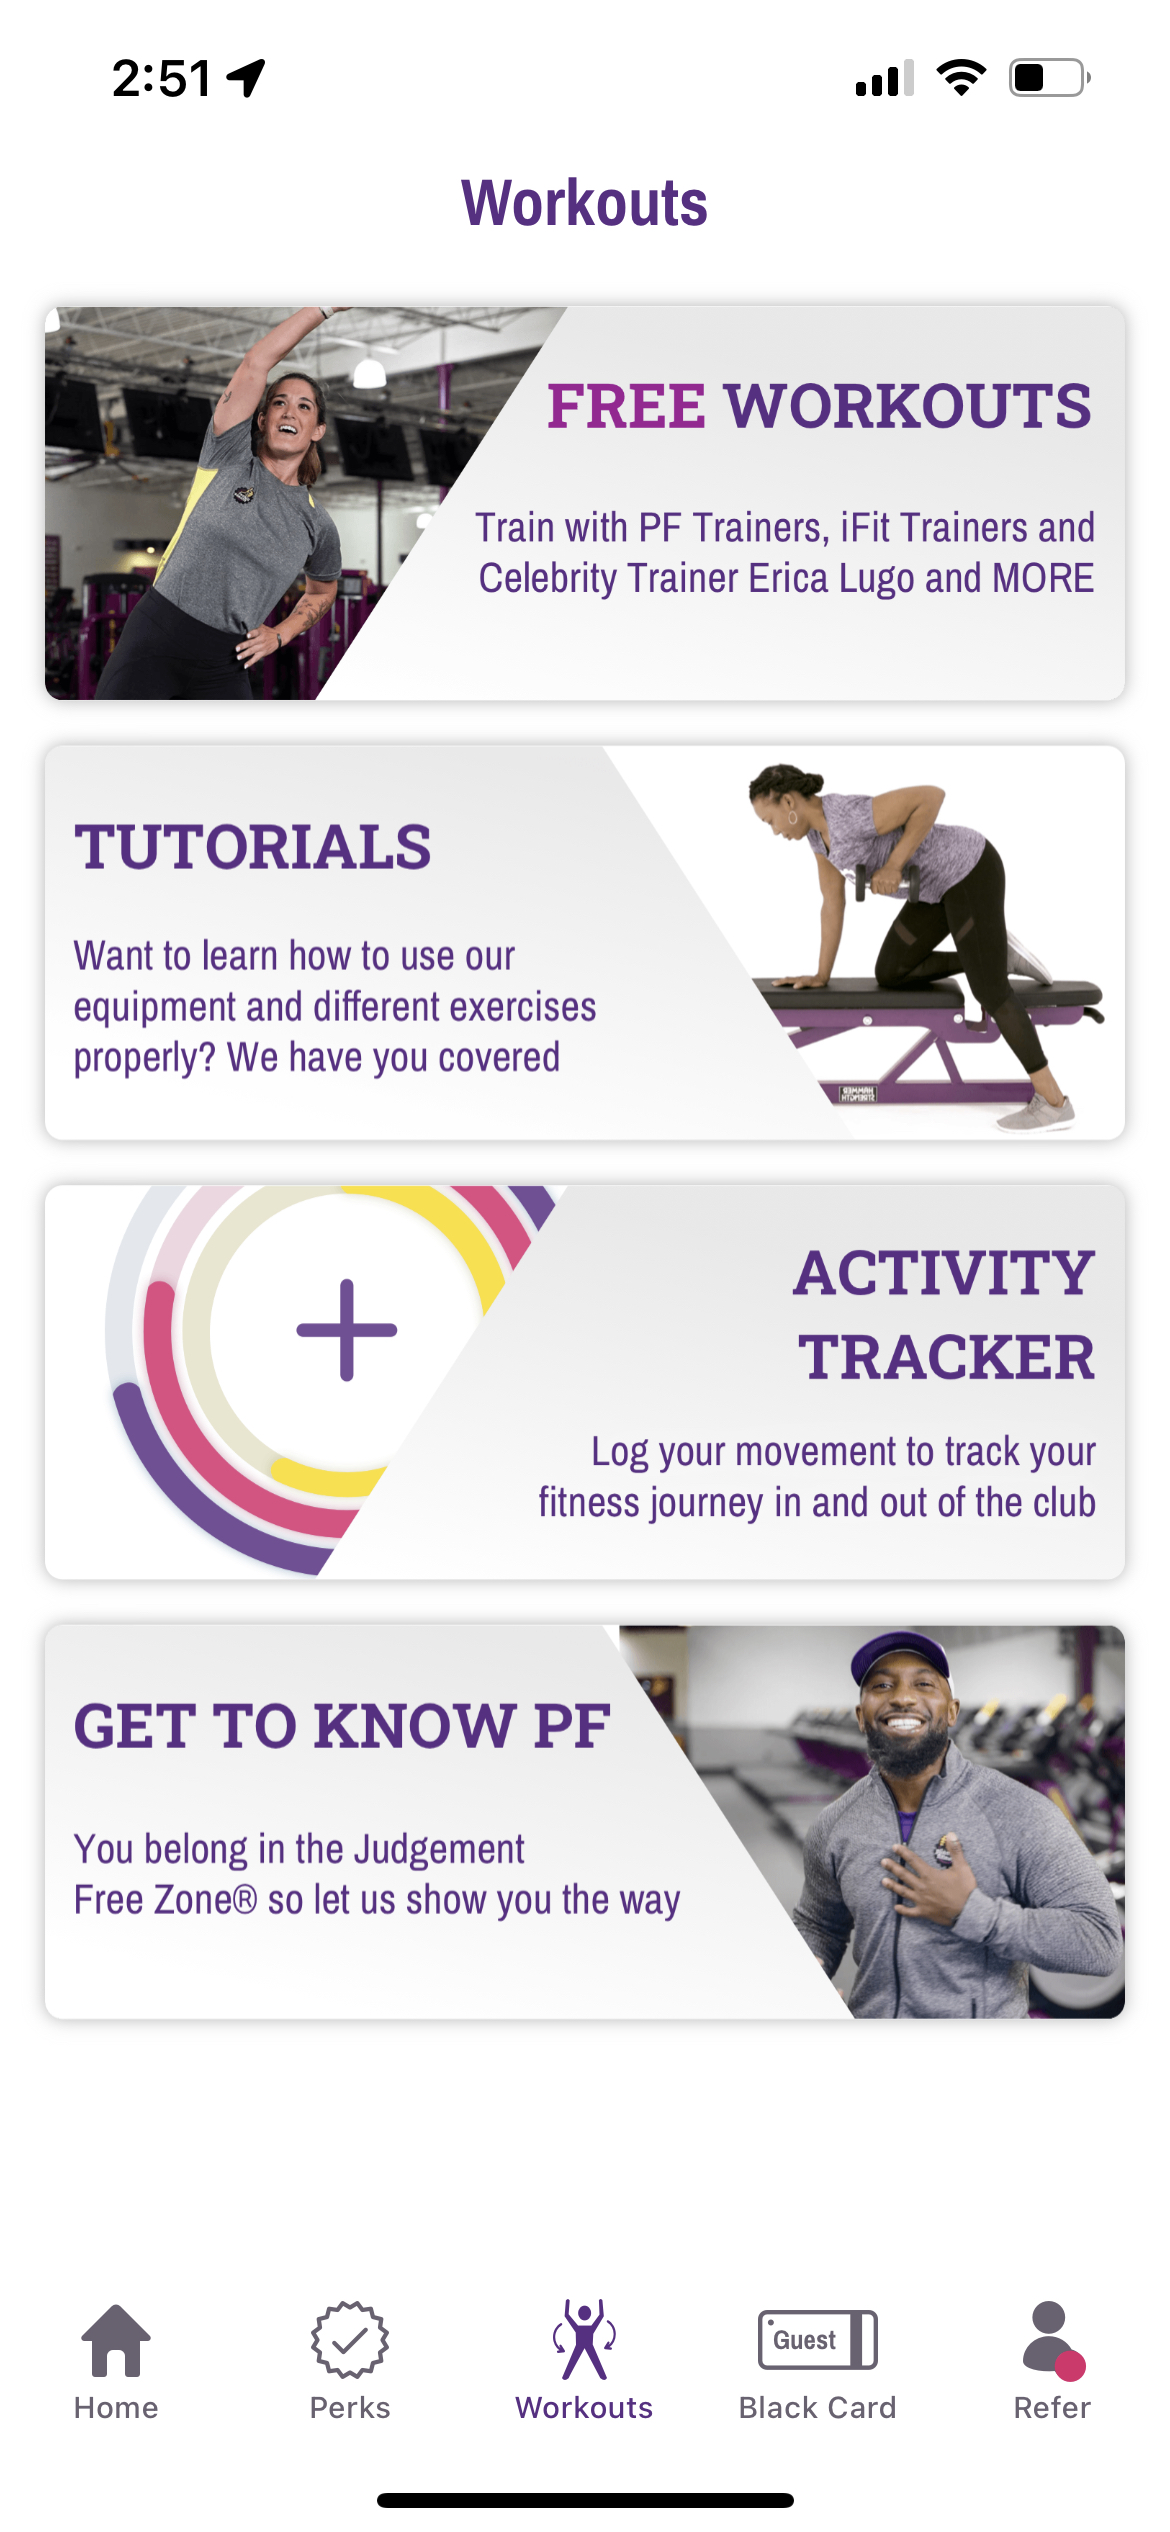 2:51
Workouts
FREE WORKOUTS
Train with PF Trainers, iFit Trainers and
Celebrity Trainer Erica Lugo and MORE
TUTORIALS
Want to learn how to use our
equipment and different exercises
properly? We have you covered
ACTIVITY
TRACKER
Log your movement to track your
fitness journey in and out of the club
GET TO KNOW PF
You belong in the Judgement
Free Zone® so let us show you the way
Guest
Home
Perks
Workouts
Black Card
Refer